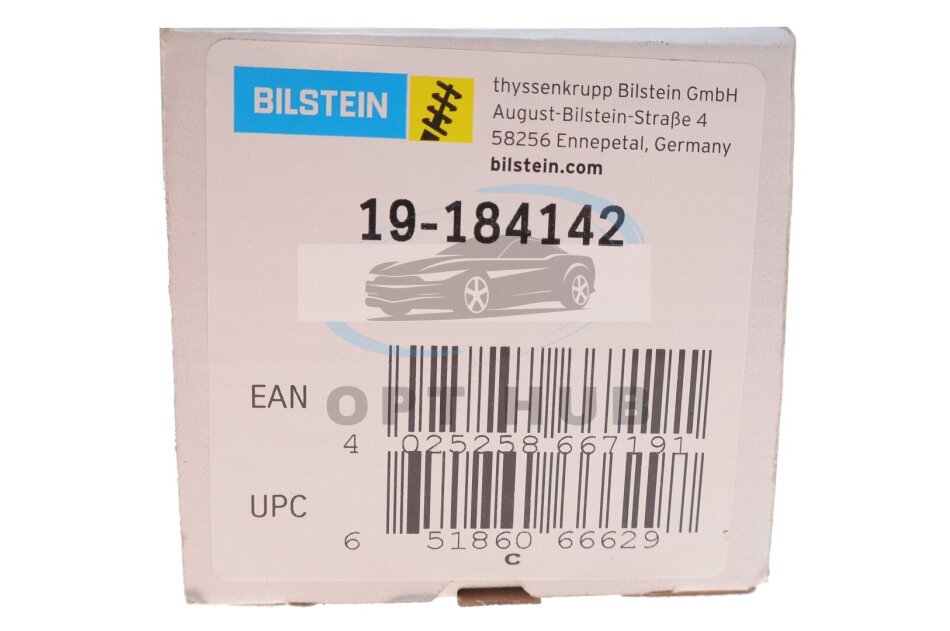 BILSTEIN
thyssenkrupp Bilstein GmbH
August-Bilstein-Straße 4
58256 Ennepetal, Germany
bilstein.com
19-184142
EAN
OPT HUB
4 025258 667191
UPC
6 51860 66629
C